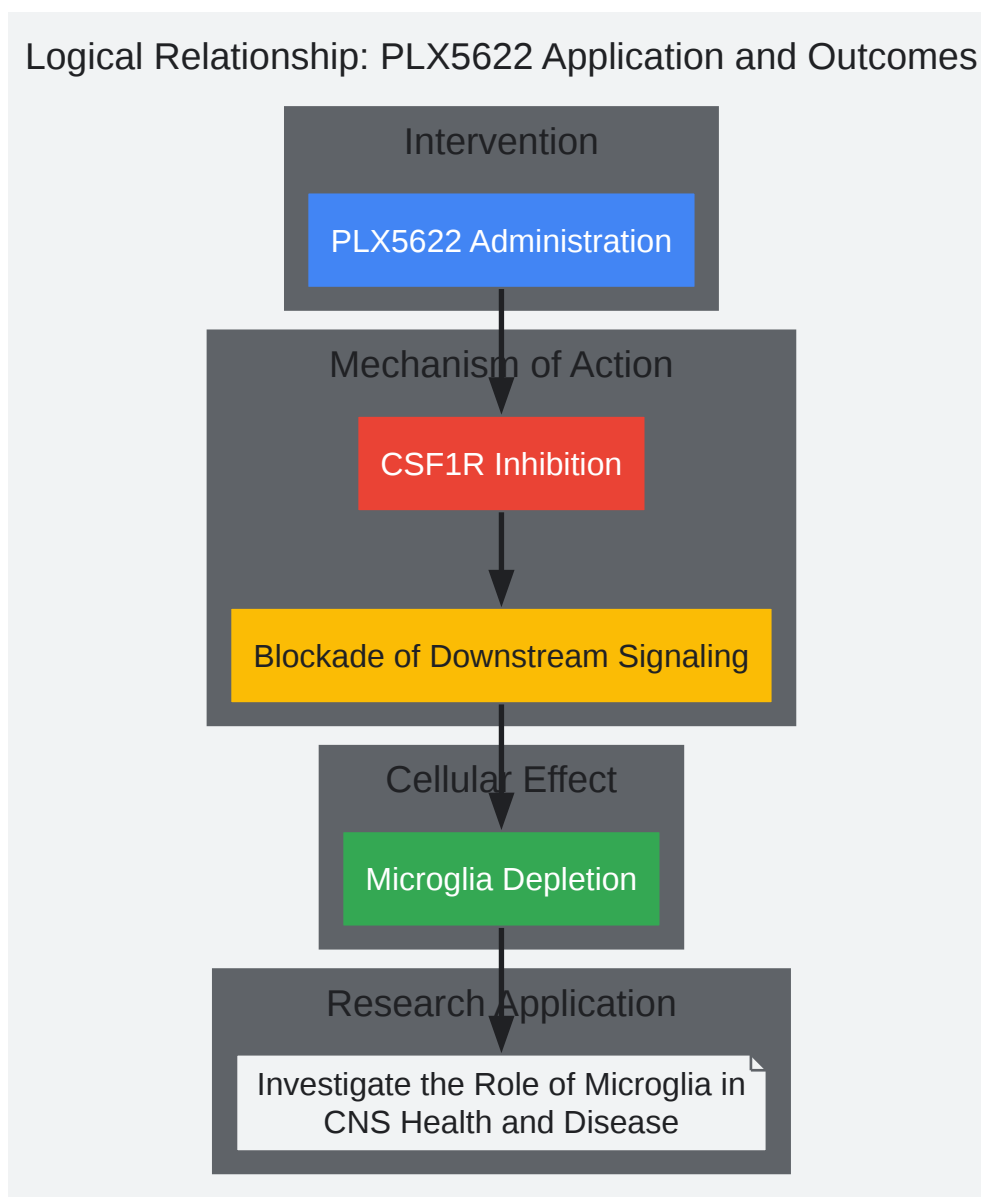 Logical Relationship: PLX5622 Application and Outcomes
Intervention
PLX5622 Administration
Mechanism of Action
CSF1R Inhibition
Blockade of Downstream Signaling
Cellular Effect
Microglia Depletion
Research Application
Investigate the Role of Microglia in
CNS Health and Disease